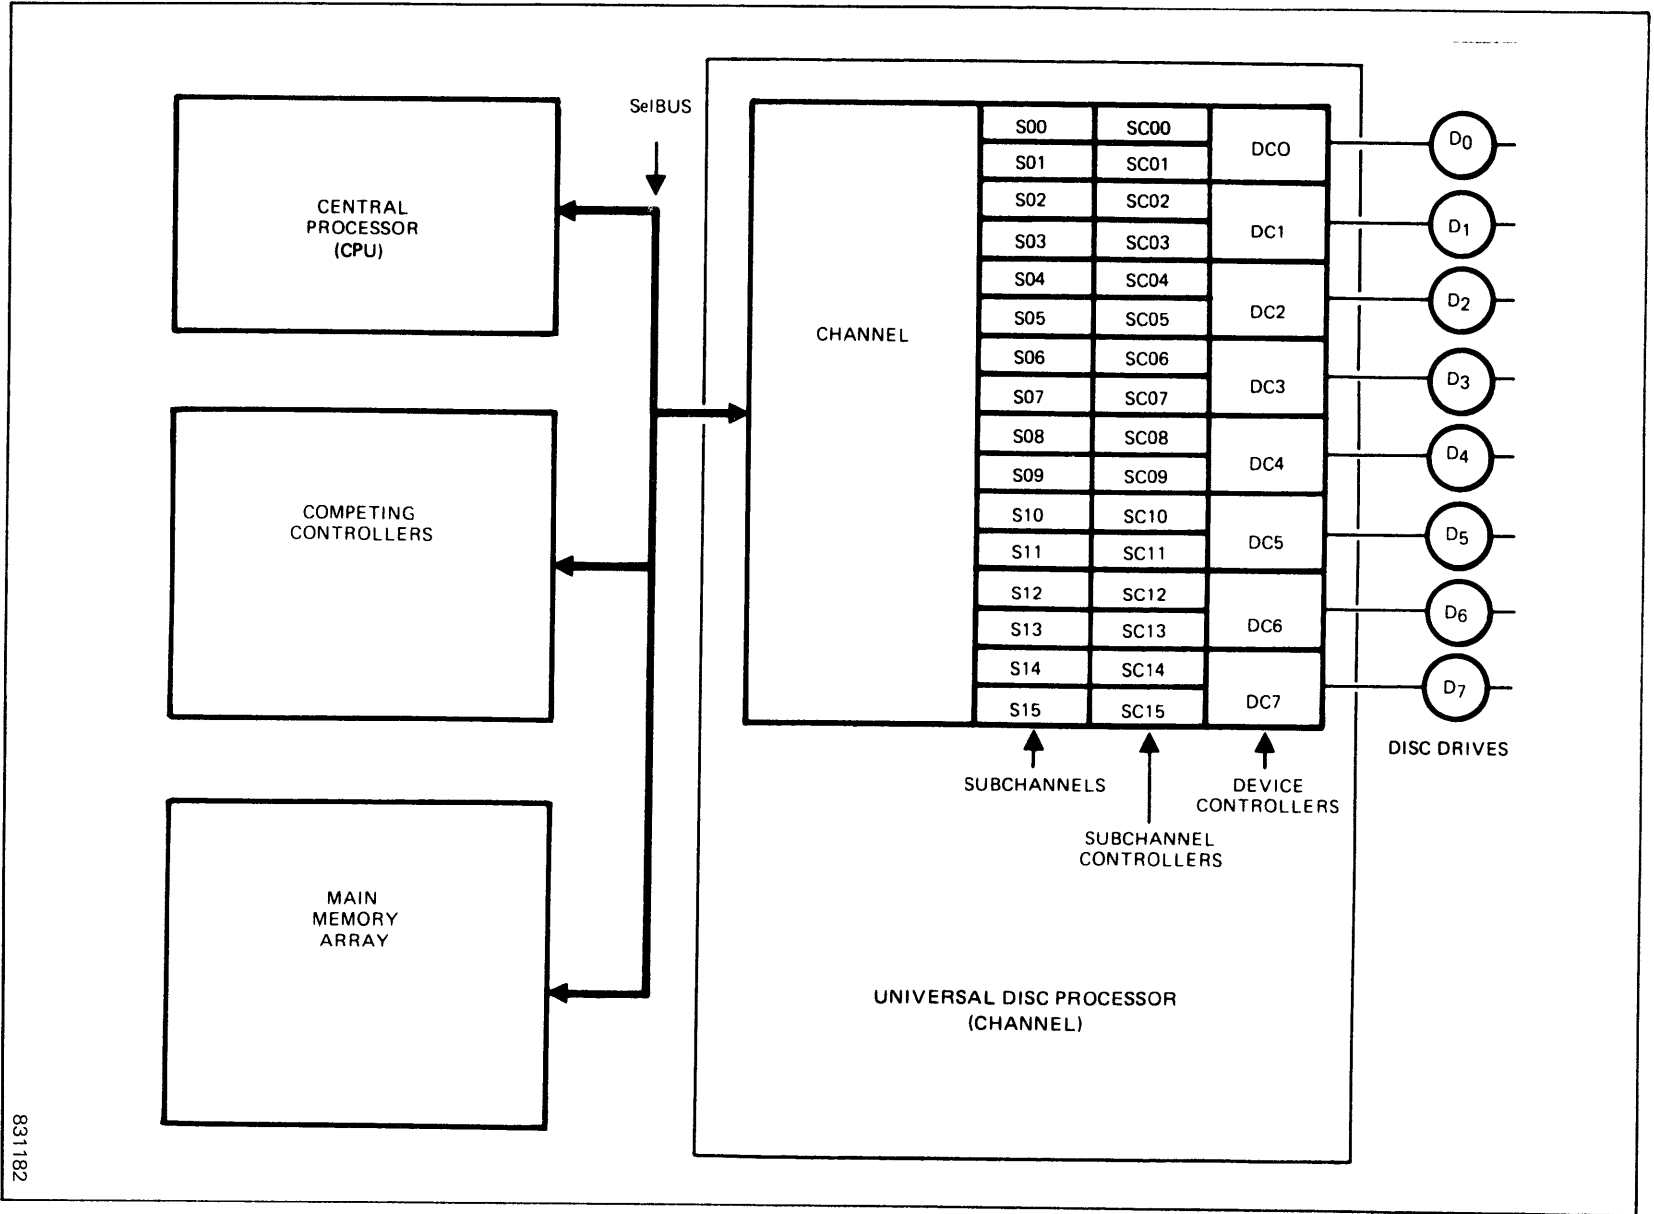 SelBUS
CENTRAL
PROCESSOR
(CPU)
COMPETING
CONTROLLERS
MAIN
MEMORY
ARRAY
CHANNEL
S00 SC00
S01 SC01
DC0
S02 SC02
S03 SC03
DC1
S04 SC04
S05 SC05
DC2
S06 SC06
S07 SC07
DC3
S08 SC08
S09 SC09
DC4
S10 SC10
S11 SC11
DC5
S12 SC12
S13 SC13
DC6
S14 SC14
S15 SC15
DC7
D0
D1
D2
D3
D4
D5
D6
D7
DISC DRIVES
SUBCHANNELS
SUBCHANNEL
CONTROLLERS
DEVICE
CONTROLLERS
UNIVERSAL DISC PROCESSOR
(CHANNEL)
831182